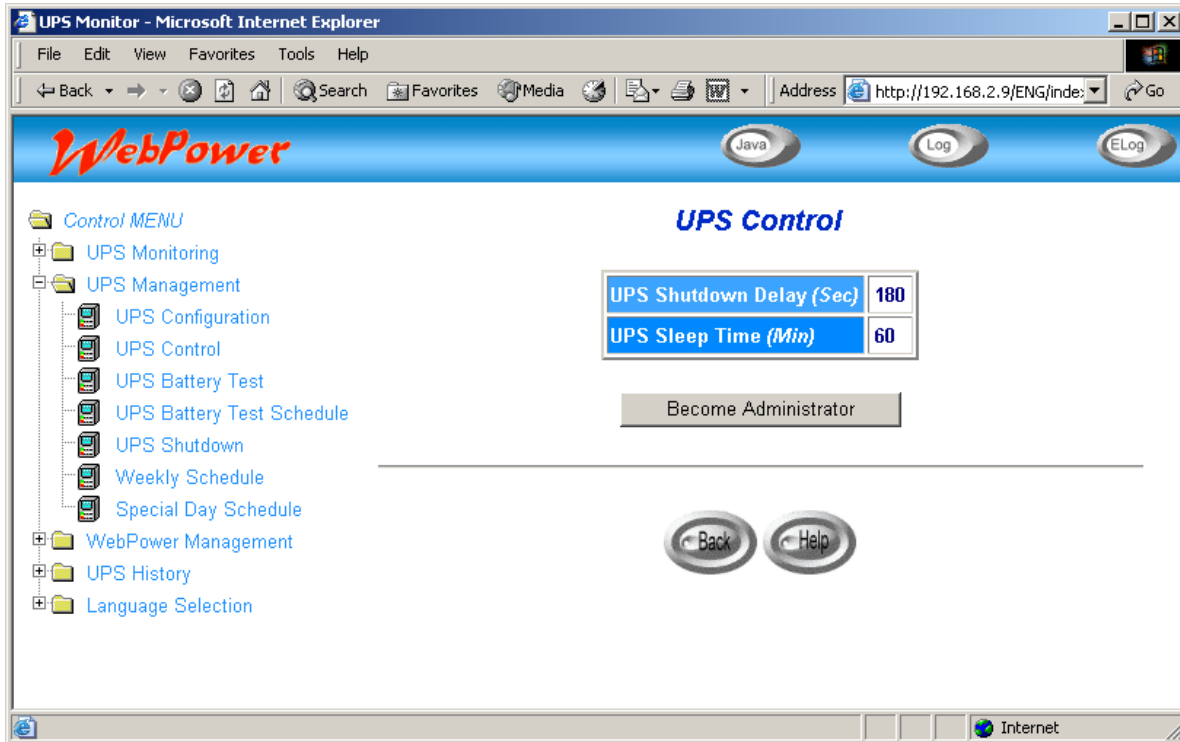 UPS Monitor - Microsoft Internet Explorer
File Edit View Favorites Tools Help
Back Search Favorites Media Address http://192.168.2.9/ENG/inde Go
WebPower Java Log ELog
Control MENU
UPS Monitoring
UPS Management
UPS Configuration
UPS Control
UPS Battery Test
UPS Battery Test Schedule
UPS Shutdown
Weekly Schedule
Special Day Schedule
WebPower Management
UPS History
Language Selection
UPS Control
UPS Shutdown Delay (Sec) 180
UPS Sleep Time (Min) 60
Become Administrator
Back Help
Internet